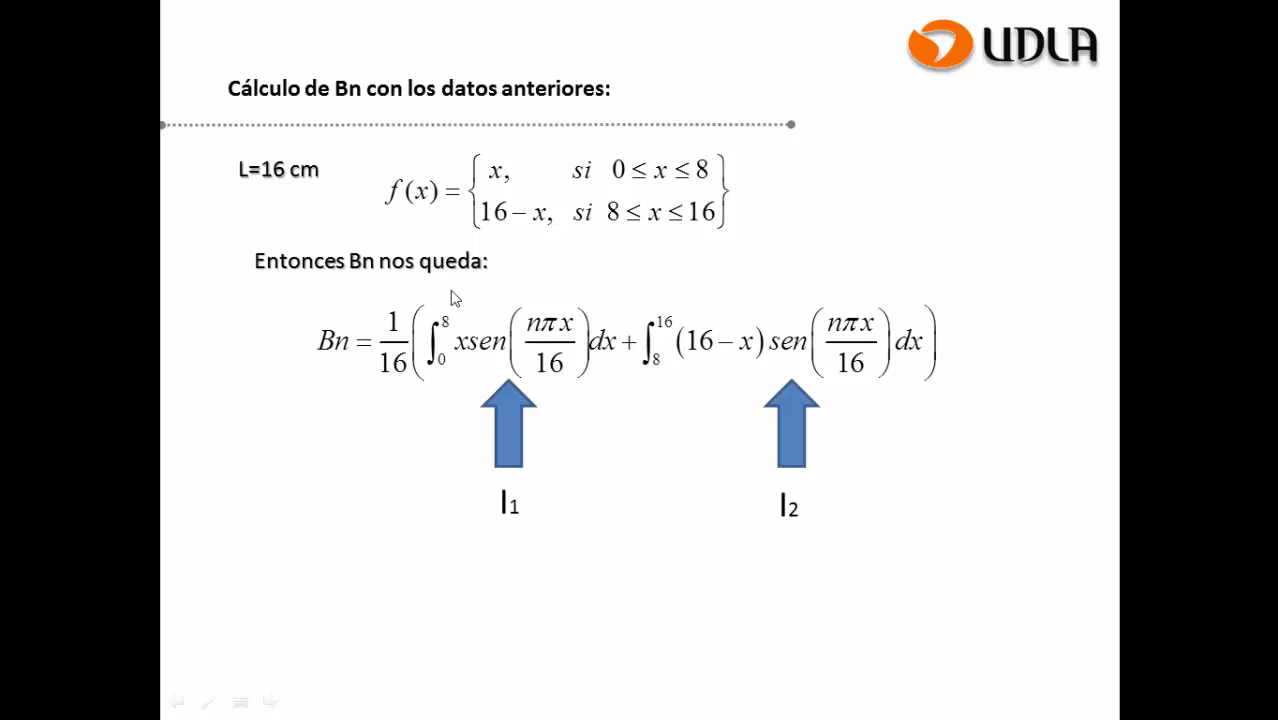 UDLA
Cálculo de Bn con los datos anteriores:
L=16 cm
f(x) = { x, si 0 ≤ x ≤ 8
16 − x, si 8 ≤ x ≤ 16 }
Entonces Bn nos queda:
Bn = 1/16 ( ∫₀⁸ xsen( nπx/16 ) dx + ∫₈¹⁶ (16 − x) sen( nπx/16 ) dx )
I₁ I₂